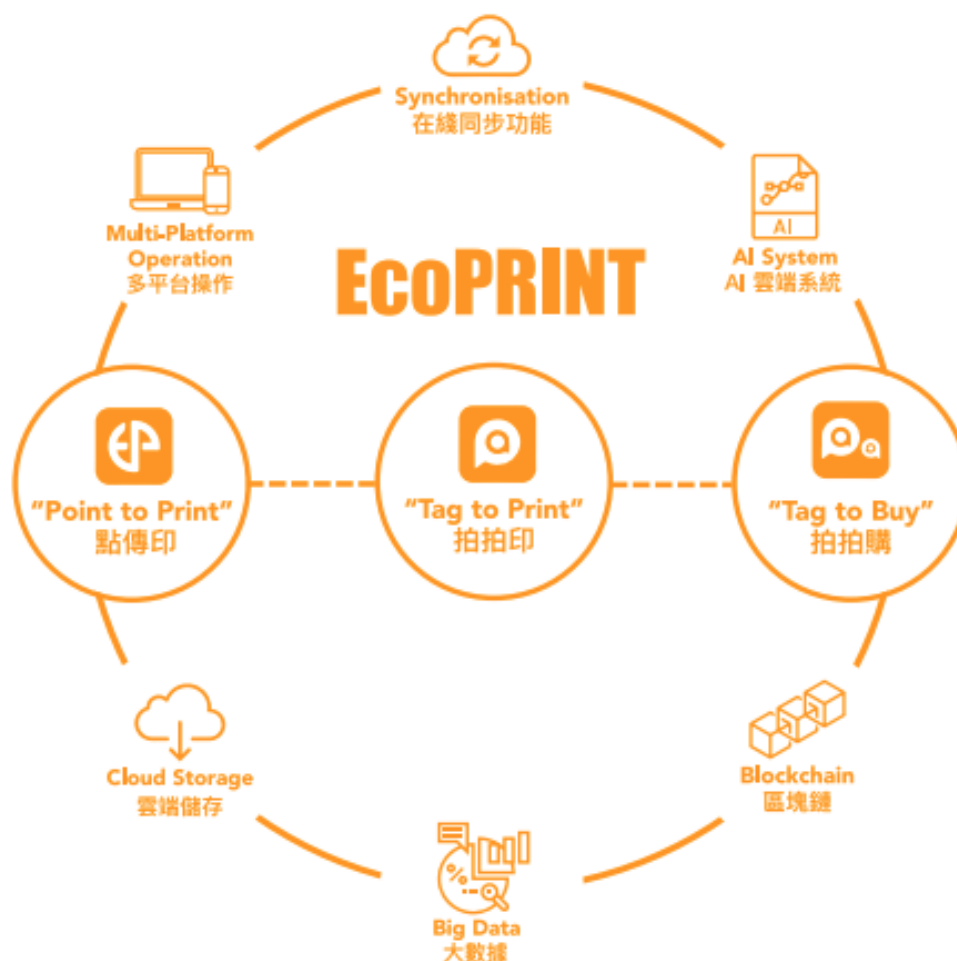 Synchronisation
在綫同步功能
Multi-Platform
Operation
多平台操作
AI
AI System
AI 雲端系統
EcoPRINT
EP
“Point to Print”
點傳印
a
“Tag to Print”
拍拍印
a a
“Tag to Buy”
拍拍購
Cloud Storage
雲端儲存
Blockchain
區塊鏈
%
Big Data
大數據